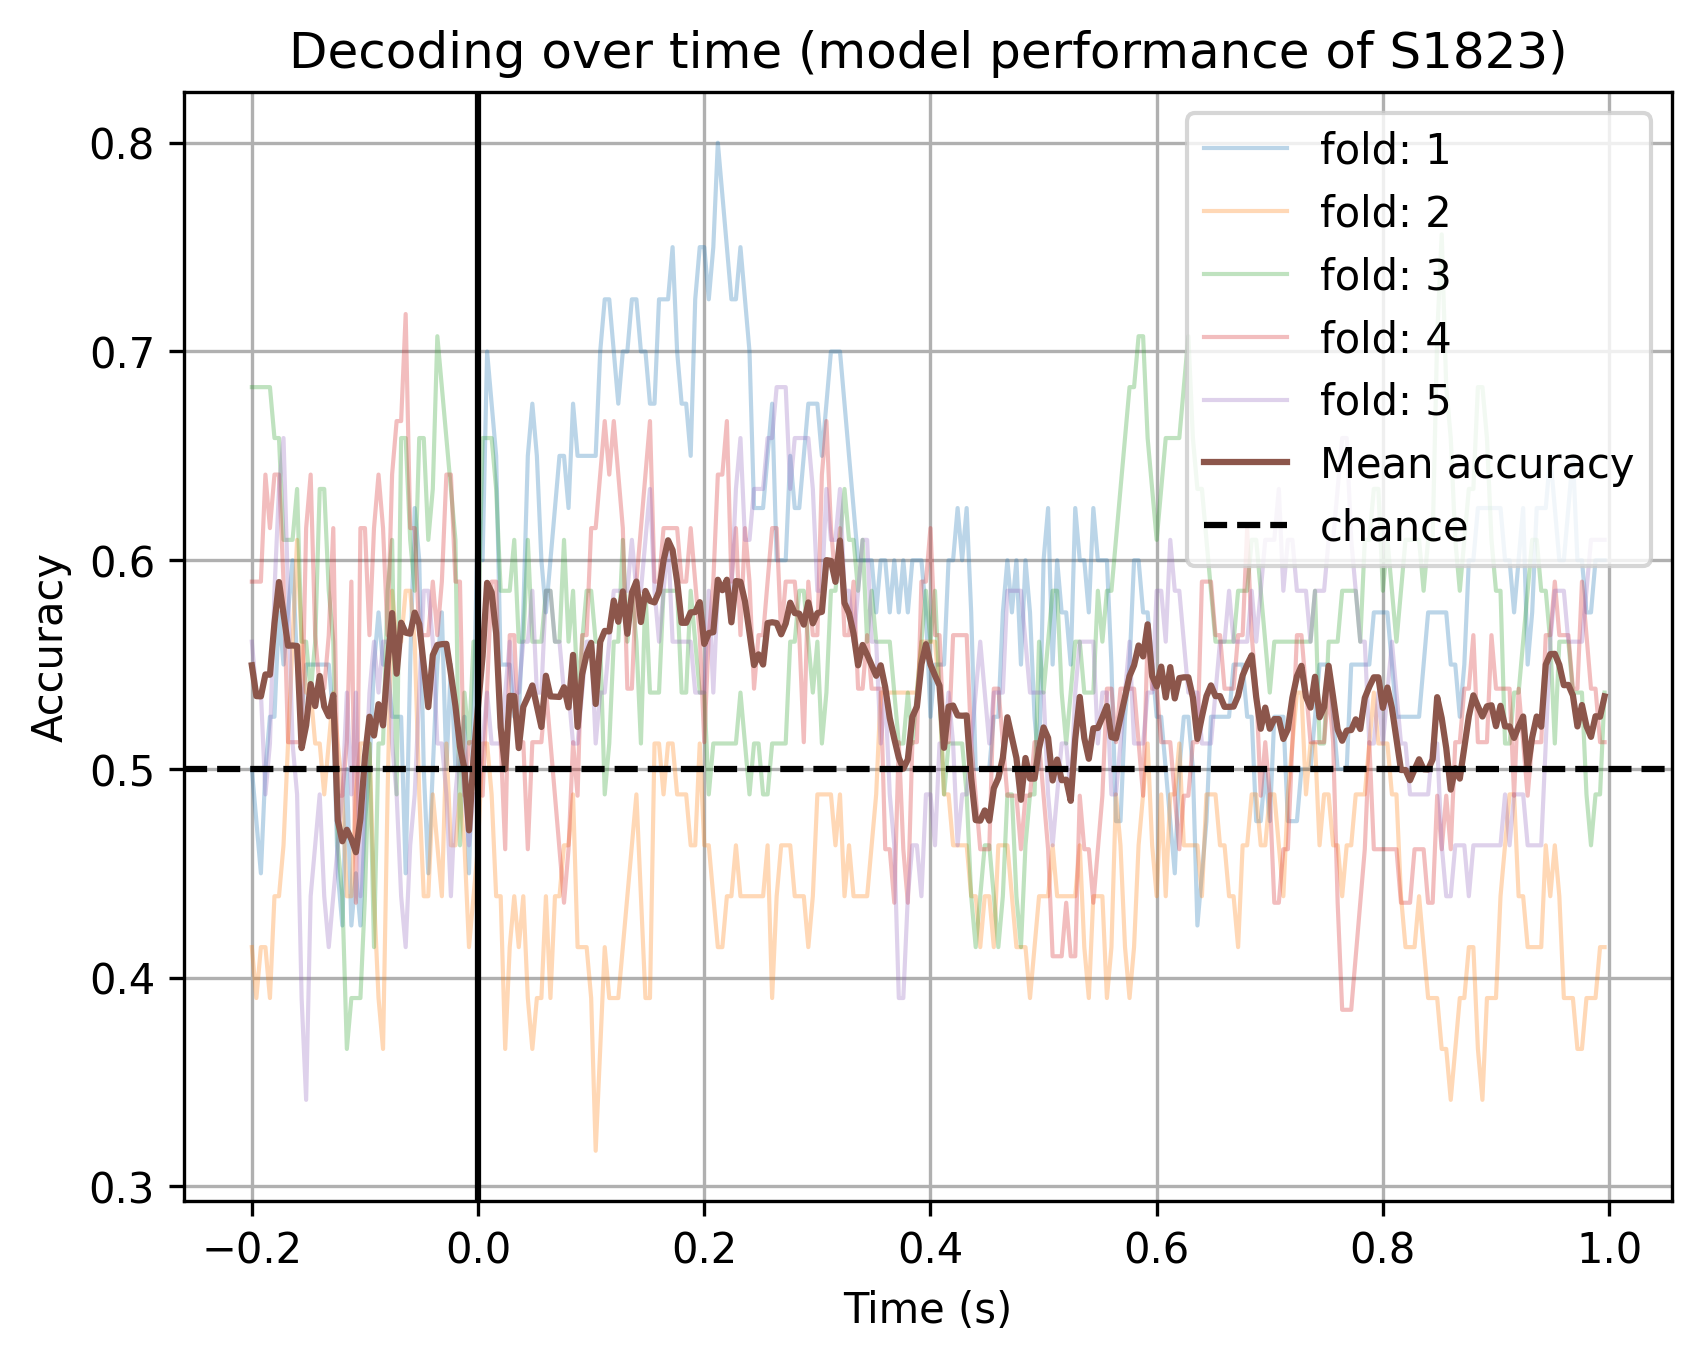 Decoding over time (model performance of S1823)
Accuracy
0.8
0.7
0.6
0.5
0.4
0.3
fold: 1
fold: 2
fold: 3
fold: 4
fold: 5
Mean accuracy
chance
−0.2 0.0 0.2 0.4 0.6 0.8 1.0
Time (s)